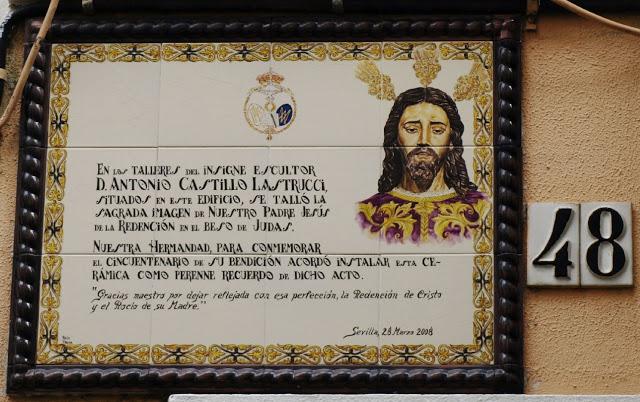 En los talleres del insigne escultor
D. Antonio Castillo Lastrucci,
situados en este edificio, se talló la
sagrada imagen de Nuestro Padre Jesús
de la Redención en el Beso de Judas.
Nuestra Hermandad, para conmemorar
el cincuentenario de su bendición acordó instalar esta ce-
rámica como perenne recuerdo de dicho acto.
"Gracias maestro por dejar reflejada con esa perfección, la Redención de Cristo
y el Rocío de su Madre."
Sevilla, 28 Marzo 2008
48